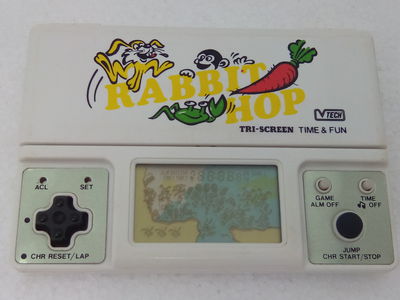 RABBIT
HOP
VTECH
TRI-SCREEN TIME & FUN
ACL SET
GAME TIME
ALM OFF OFF
CHR RESET/LAP
JUMP
CHR START/STOP